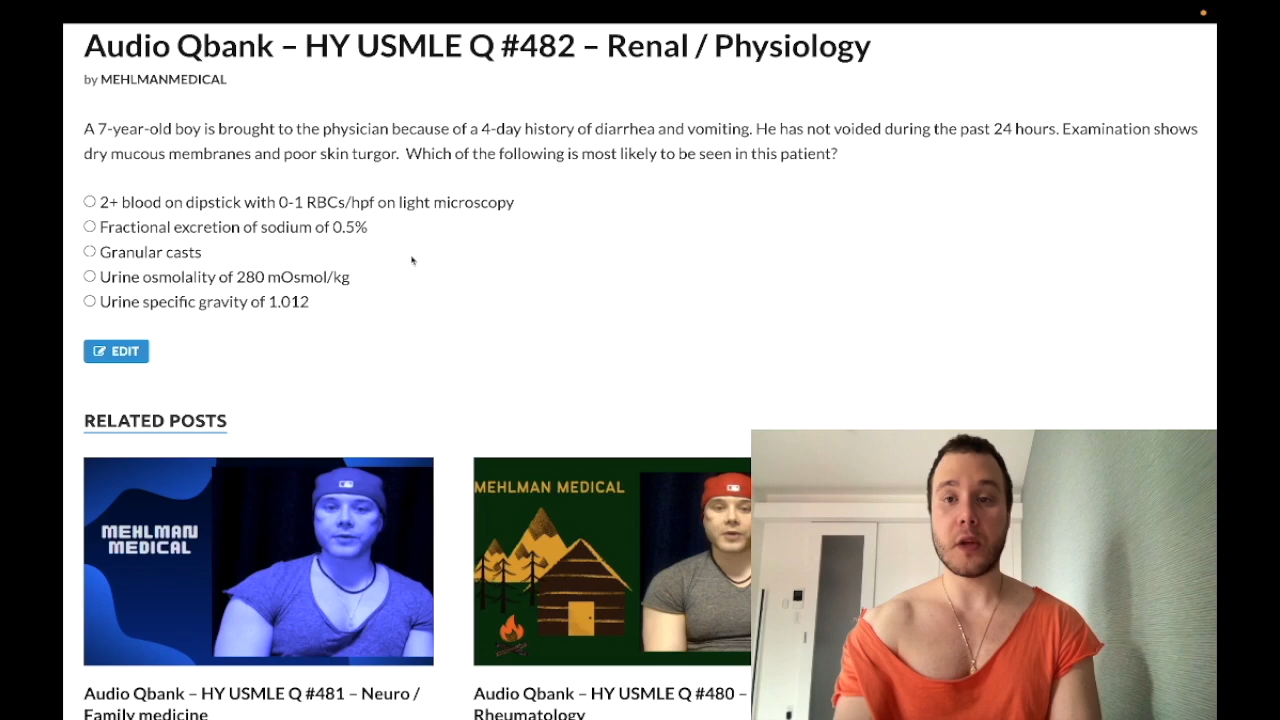 Audio Qbank – HY USMLE Q #482 – Renal / Physiology
by MEHLMANMEDICAL
A 7-year-old boy is brought to the physician because of a 4-day history of diarrhea and vomiting. He has not voided during the past 24 hours. Examination shows
dry mucous membranes and poor skin turgor.  Which of the following is most likely to be seen in this patient?
2+ blood on dipstick with 0-1 RBCs/hpf on light microscopy
Fractional excretion of sodium of 0.5%
Granular casts
Urine osmolality of 280 mOsmol/kg
Urine specific gravity of 1.012
EDIT
RELATED POSTS
MEHLMAN
MEDICAL
MEHLMAN MEDICAL
Audio Qbank – HY USMLE Q #481 – Neuro /
Family medicine
Audio Qbank – HY USMLE Q #480 –
Rheumatology